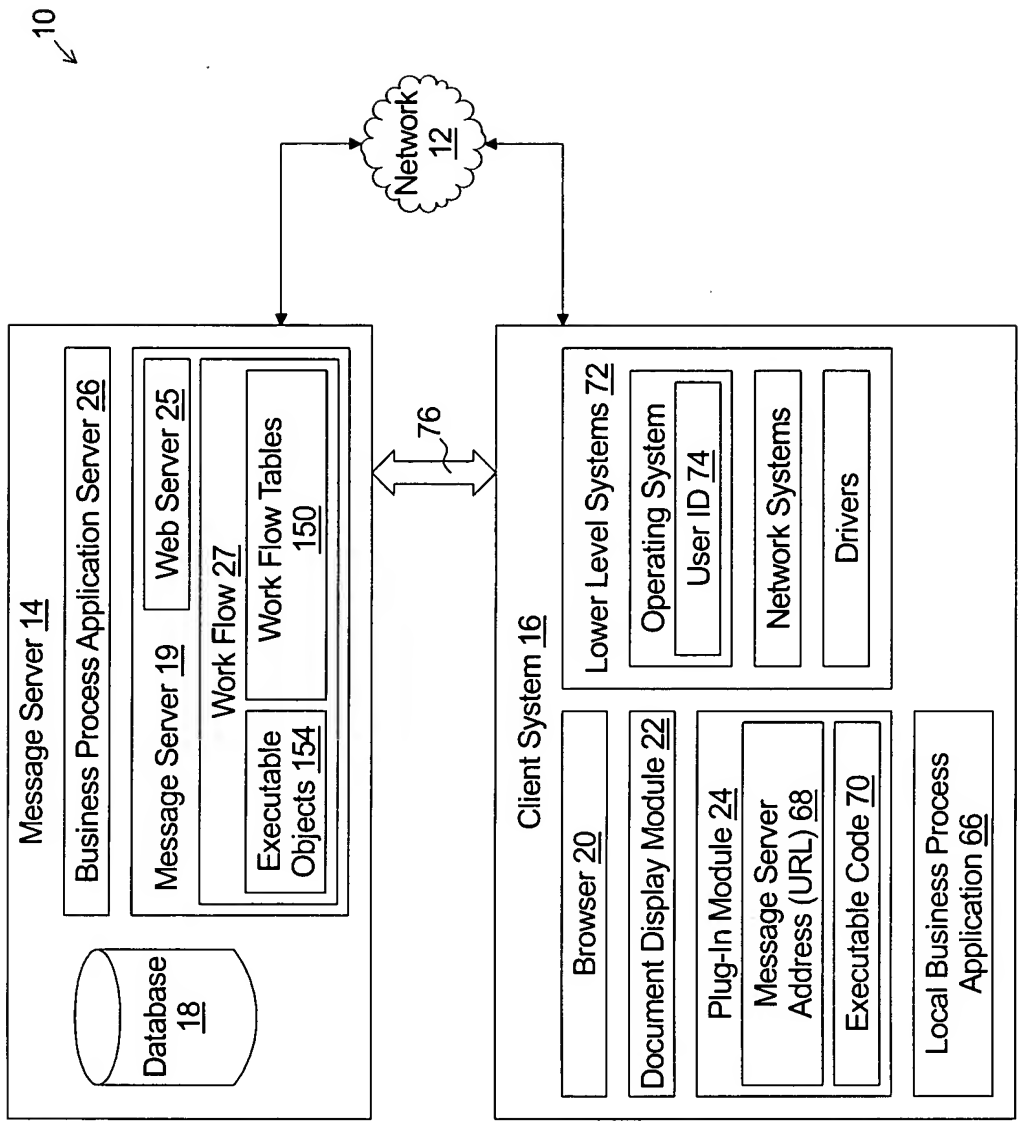 10
Message Server 14
Database
18
Business Process Application Server 26
Message Server 19
Web Server 25
Work Flow 27
Executable
Objects 154
Work Flow Tables
150
Network
12
76
Client System 16
Browser 20
Document Display Module 22
Plug-In Module 24
Message Server
Address (URL) 68
Executable Code 70
Local Business Process
Application 66
Lower Level Systems 72
Operating System
User ID 74
Network Systems
Drivers